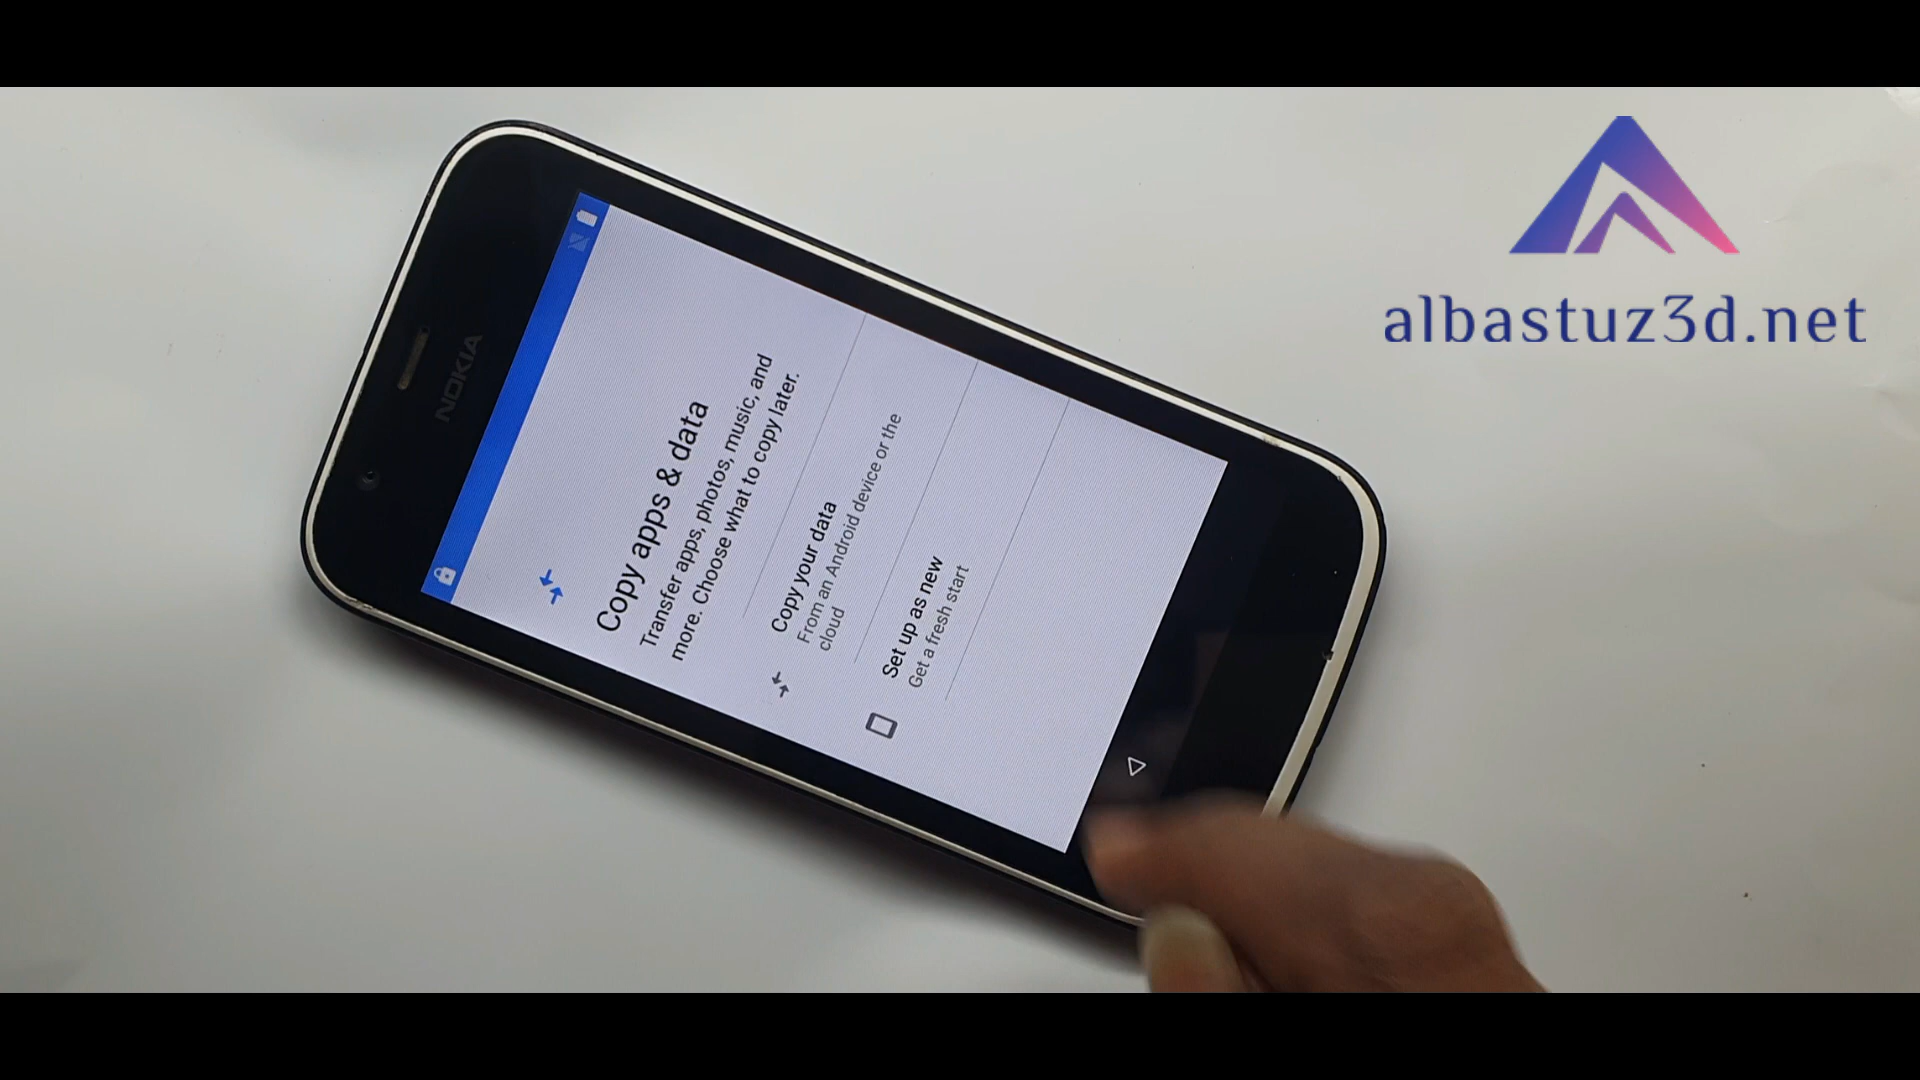 albastuz3d.net
NOKIA
Copy apps & data
Transfer apps, photos, music, and
more. Choose what to copy later.
Copy your data
From an Android device or the
cloud
Set up as new
Get a fresh start